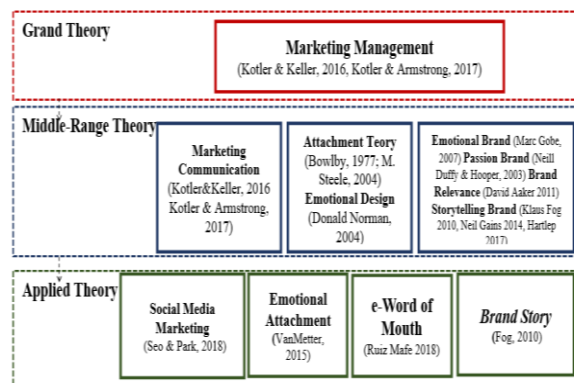 Grand Theory
Marketing Management
(Kotler & Keller, 2016, Kotler & Armstrong, 2017)
Middle-Range Theory
Marketing
Communication
(Kotler&Keller, 2016
Kotler & Armstrong,
2017)
Attachment Teory
(Bowlby, 1977; M.
Steele, 2004)
Emotional Design
(Donald Norman,
2004)
Emotional Brand (Marc Gobe,
2007) Passion Brand (Neill
Duffy & Hooper, 2003) Brand
Relevance (David Aaker 2011)
Storytelling Brand (Klaus Fog
2010, Neil Gains 2014, Hartlep
2017)
Applied Theory
Social Media
Marketing
(Seo & Park, 2018)
Emotional
Attachment
(VanMetter,
2015)
e-Word of
Mouth
(Ruiz Mafe 2018)
Brand Story
(Fog, 2010)